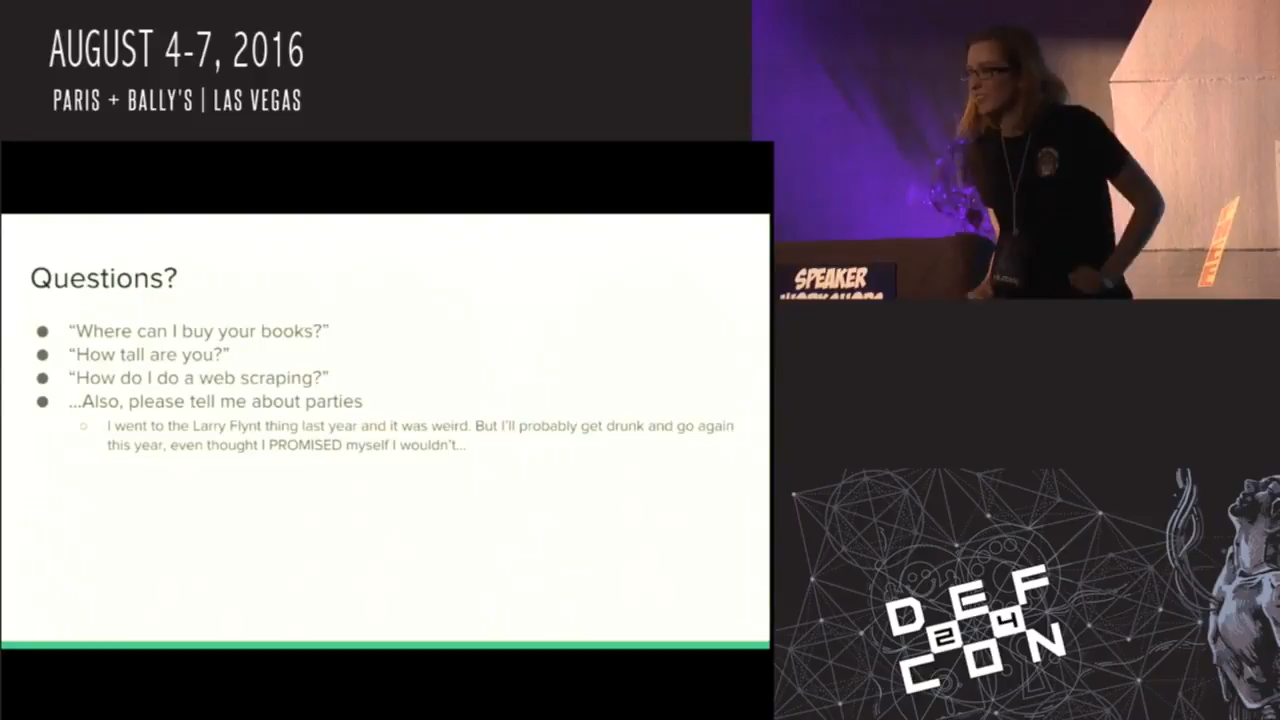 AUGUST 4-7, 2016
PARIS + BALLY'S | LAS VEGAS
SPEAKER
WORKSHOPS
Questions?
“Where can I buy your books?”
“How tall are you?”
“How do I do a web scraping?”
...Also, please tell me about parties
I went to the Larry Flynt thing last year and it was weird. But I'll probably get drunk and go again
this year, even thought I PROMISED myself I wouldn't...
DEF
24
CON